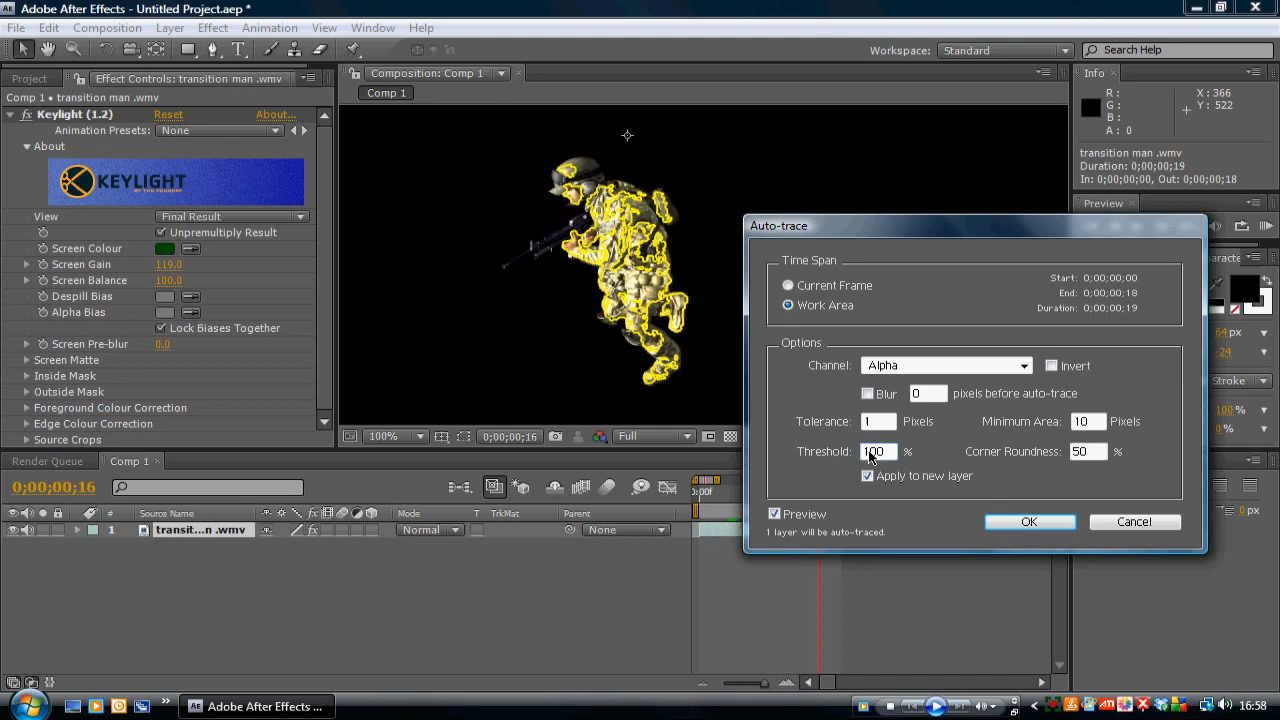 Adobe After Effects - Untitled Project.aep *
File Edit Composition Layer Effect Animation View Window Help
Workspace: Standard Search Help
Project Effect Controls: transition man .wmv
Comp 1 • transition man .wmv
Keylight (1.2) Reset About...
Animation Presets: None
About
KEYLIGHT
BY THE FOUNDRY
View Final Result
Unpremultiply Result
Screen Colour
Screen Gain 119.0
Screen Balance 100.0
Despill Bias
Alpha Bias
Lock Biases Together
Screen Pre-blur 0.0
Screen Matte
Inside Mask
Outside Mask
Foreground Colour Correction
Edge Colour Correction
Source Crops
Composition: Comp 1
Comp 1
100% 0;00;00;16 Full
Info
R :
G :
B :
A : 0
X : 366
Y : 522
transition man .wmv
Duration: 0;00;00;19
In: 0;00;00;00, Out: 0;00;00;18
Preview
Auto-trace
Time Span
Current Frame
Work Area
Start: 0;00;00;00
End: 0;00;00;18
Duration: 0;00;00;19
Options
Channel: Alpha Invert
Blur 0 pixels before auto-trace
Tolerance: 1 Pixels Minimum Area: 10 Pixels
Threshold: 100 % Corner Roundness: 50 %
Apply to new layer
Preview
1 layer will be auto-traced.
OK Cancel
Stroke
100 %
0 px
Render Queue Comp 1
0;00;00;16
# Source Name Mode T TrkMat Parent
1 transit...n .wmv Normal None
Adobe After Effects ...
16:58